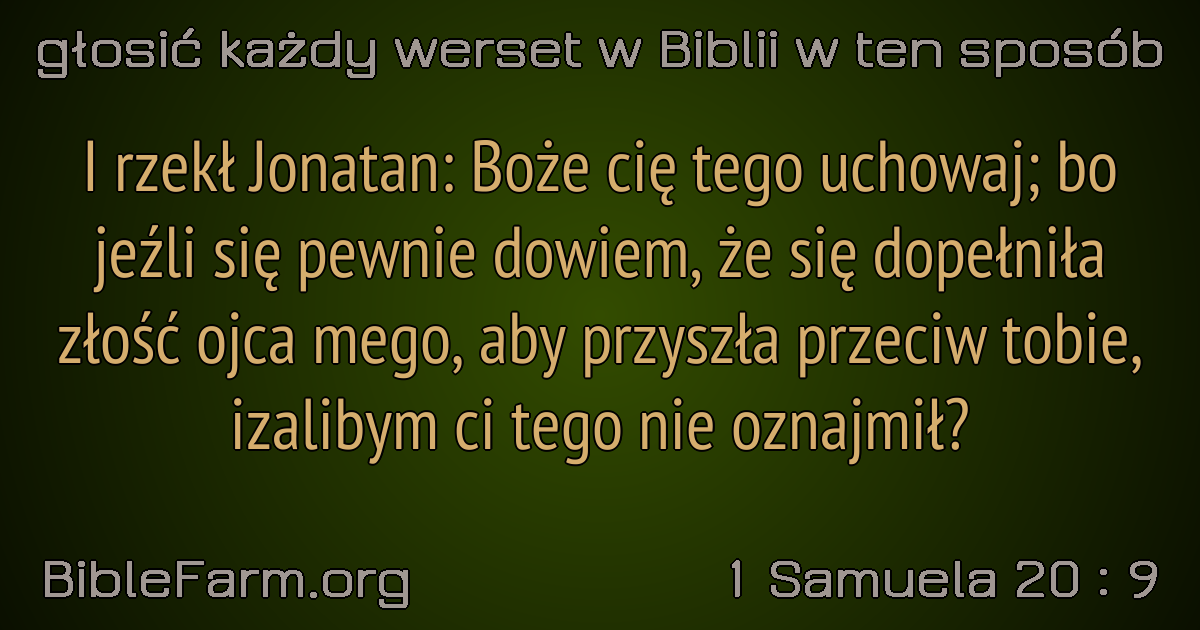 głosić każdy werset w Biblii w ten sposób
I rzekł Jonatan: Boże cię tego uchowaj; bo
jeźli się pewnie dowiem, że się dopełniła
złość ojca mego, aby przyszła przeciw tobie,
izalibym ci tego nie oznajmił?
BibleFarm.org
1 Samuela 20 : 9